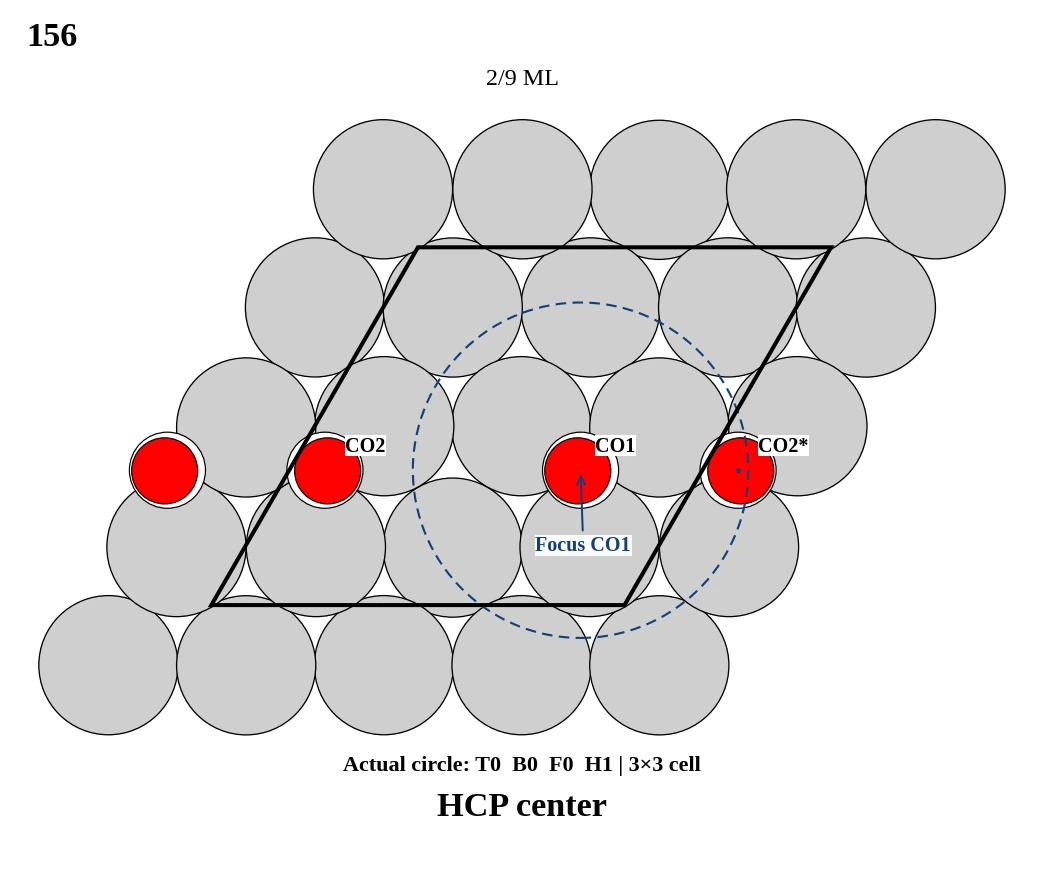 156
2/9 ML
CO2
CO1
CO2*
Focus CO1
Actual circle: T0 B0 F0 H1 | 3×3 cell
HCP center